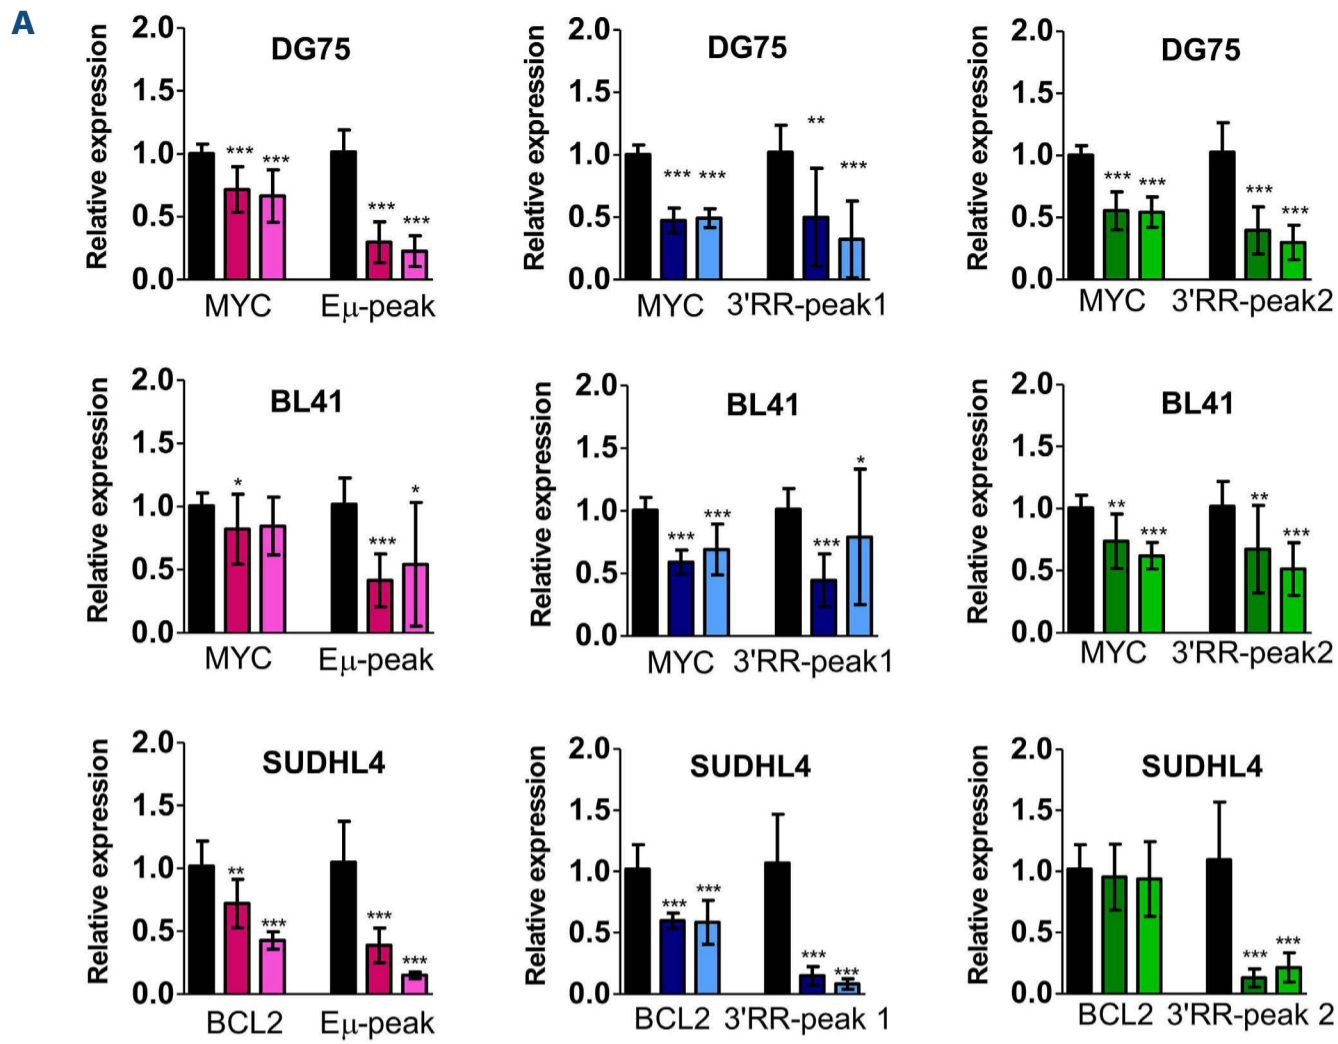 A
DG75
Relative expression
2.0
1.5
1.0
0.5
0.0
*** ***
*** ***
MYC Eμ-peak
DG75
Relative expression
2.0
1.5
1.0
0.5
0.0
*** ***
** ***
MYC 3'RR-peak1
DG75
Relative expression
2.0
1.5
1.0
0.5
0.0
*** ***
*** ***
MYC 3'RR-peak2
BL41
Relative expression
2.0
1.5
1.0
0.5
0.0
*
*** *
MYC Eμ-peak
BL41
Relative expression
2.0
1.5
1.0
0.5
0.0
*** ***
*** *
MYC 3'RR-peak1
BL41
Relative expression
2.0
1.5
1.0
0.5
0.0
** ***
** ***
MYC 3'RR-peak2
SUDHL4
Relative expression
2.0
1.5
1.0
0.5
0.0
** ***
*** ***
BCL2 Eμ-peak
SUDHL4
Relative expression
2.0
1.5
1.0
0.5
0.0
*** ***
*** ***
BCL2 3'RR-peak 1
SUDHL4
Relative expression
2.0
1.5
1.0
0.5
0.0
*** ***
BCL2 3'RR-peak 2